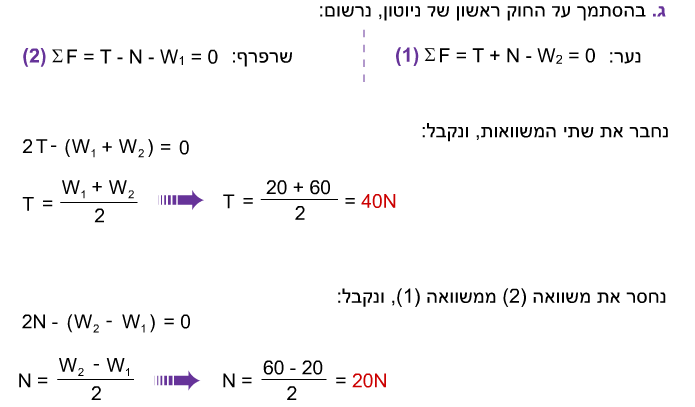 ג. בהסתמך על החוק ראשון של ניוטון, נרשום:
נער: (1) ΣF = T + N - W₂ = 0
שרפרף: (2) ΣF = T - N - W₁ = 0
נחבר את שתי המשוואות, ונקבל:
2T - (W₁ + W₂) = 0
T = (W₁ + W₂)/2 ⇒ T = (20 + 60)/2 = 40N
נחסר את משוואה (2) ממשוואה (1), ונקבל:
2N - (W₂ - W₁) = 0
N = (W₂ - W₁)/2 ⇒ N = (60 - 20)/2 = 20N